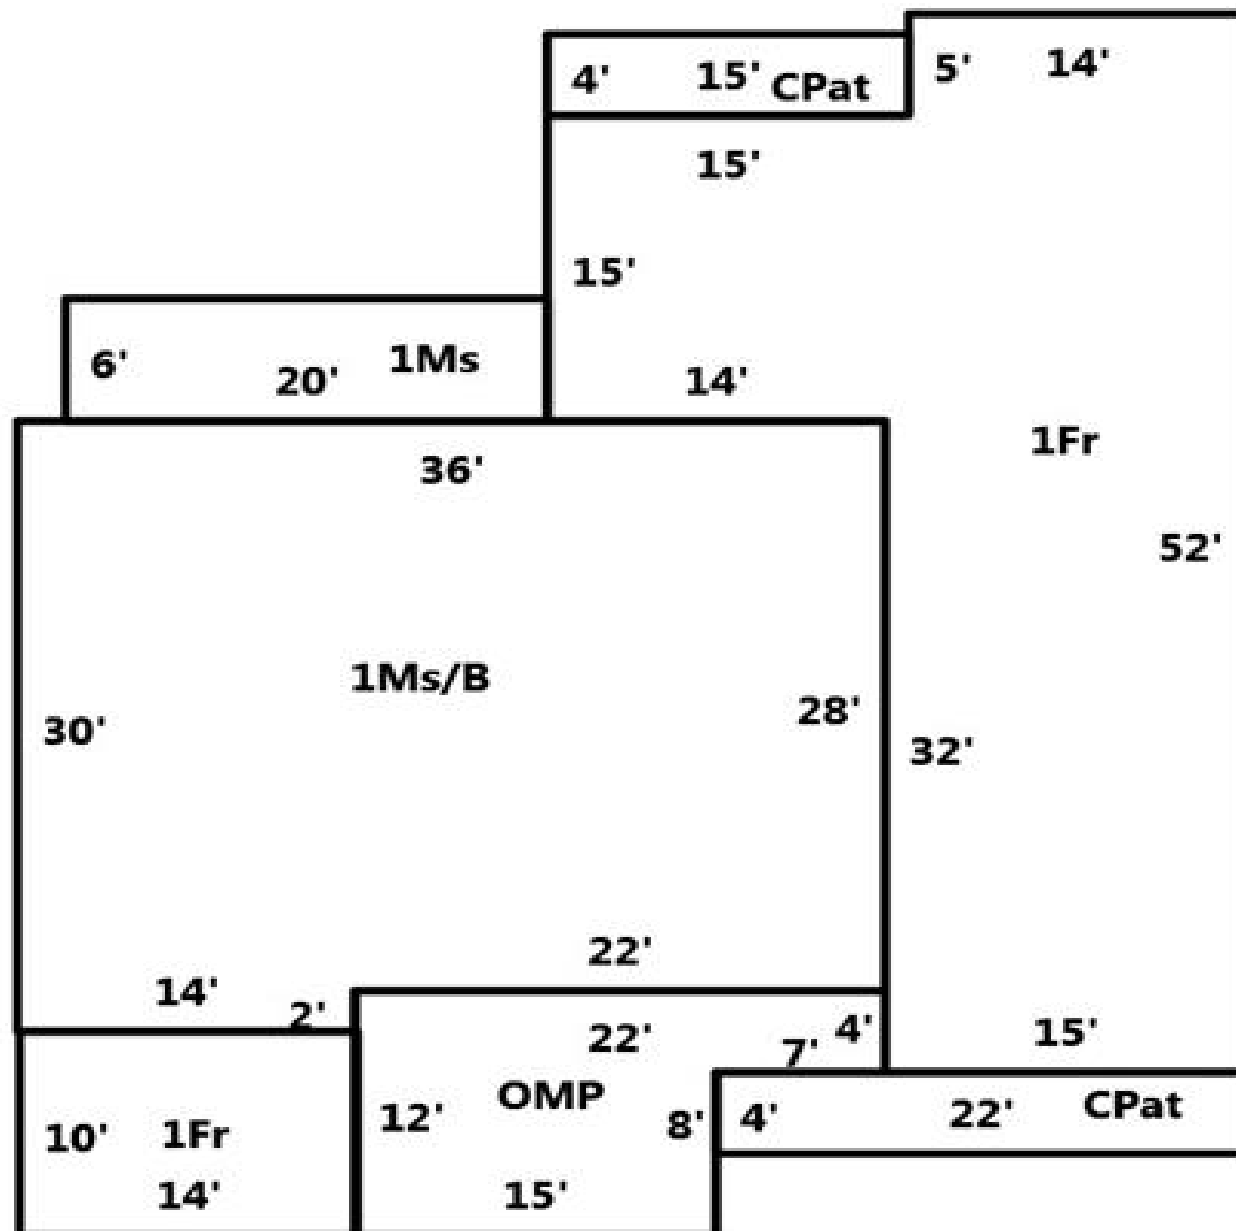 4' 15' CPat 5' 14'
15'
15'
6' 20' 1Ms 14'
1Fr
36'
52'
1Ms/B
30' 28' 32'
22'
14' 2' 22' 7' 4' 15'
OMP
10' 1Fr 12' 8' 4' 22' CPat
14' 15'